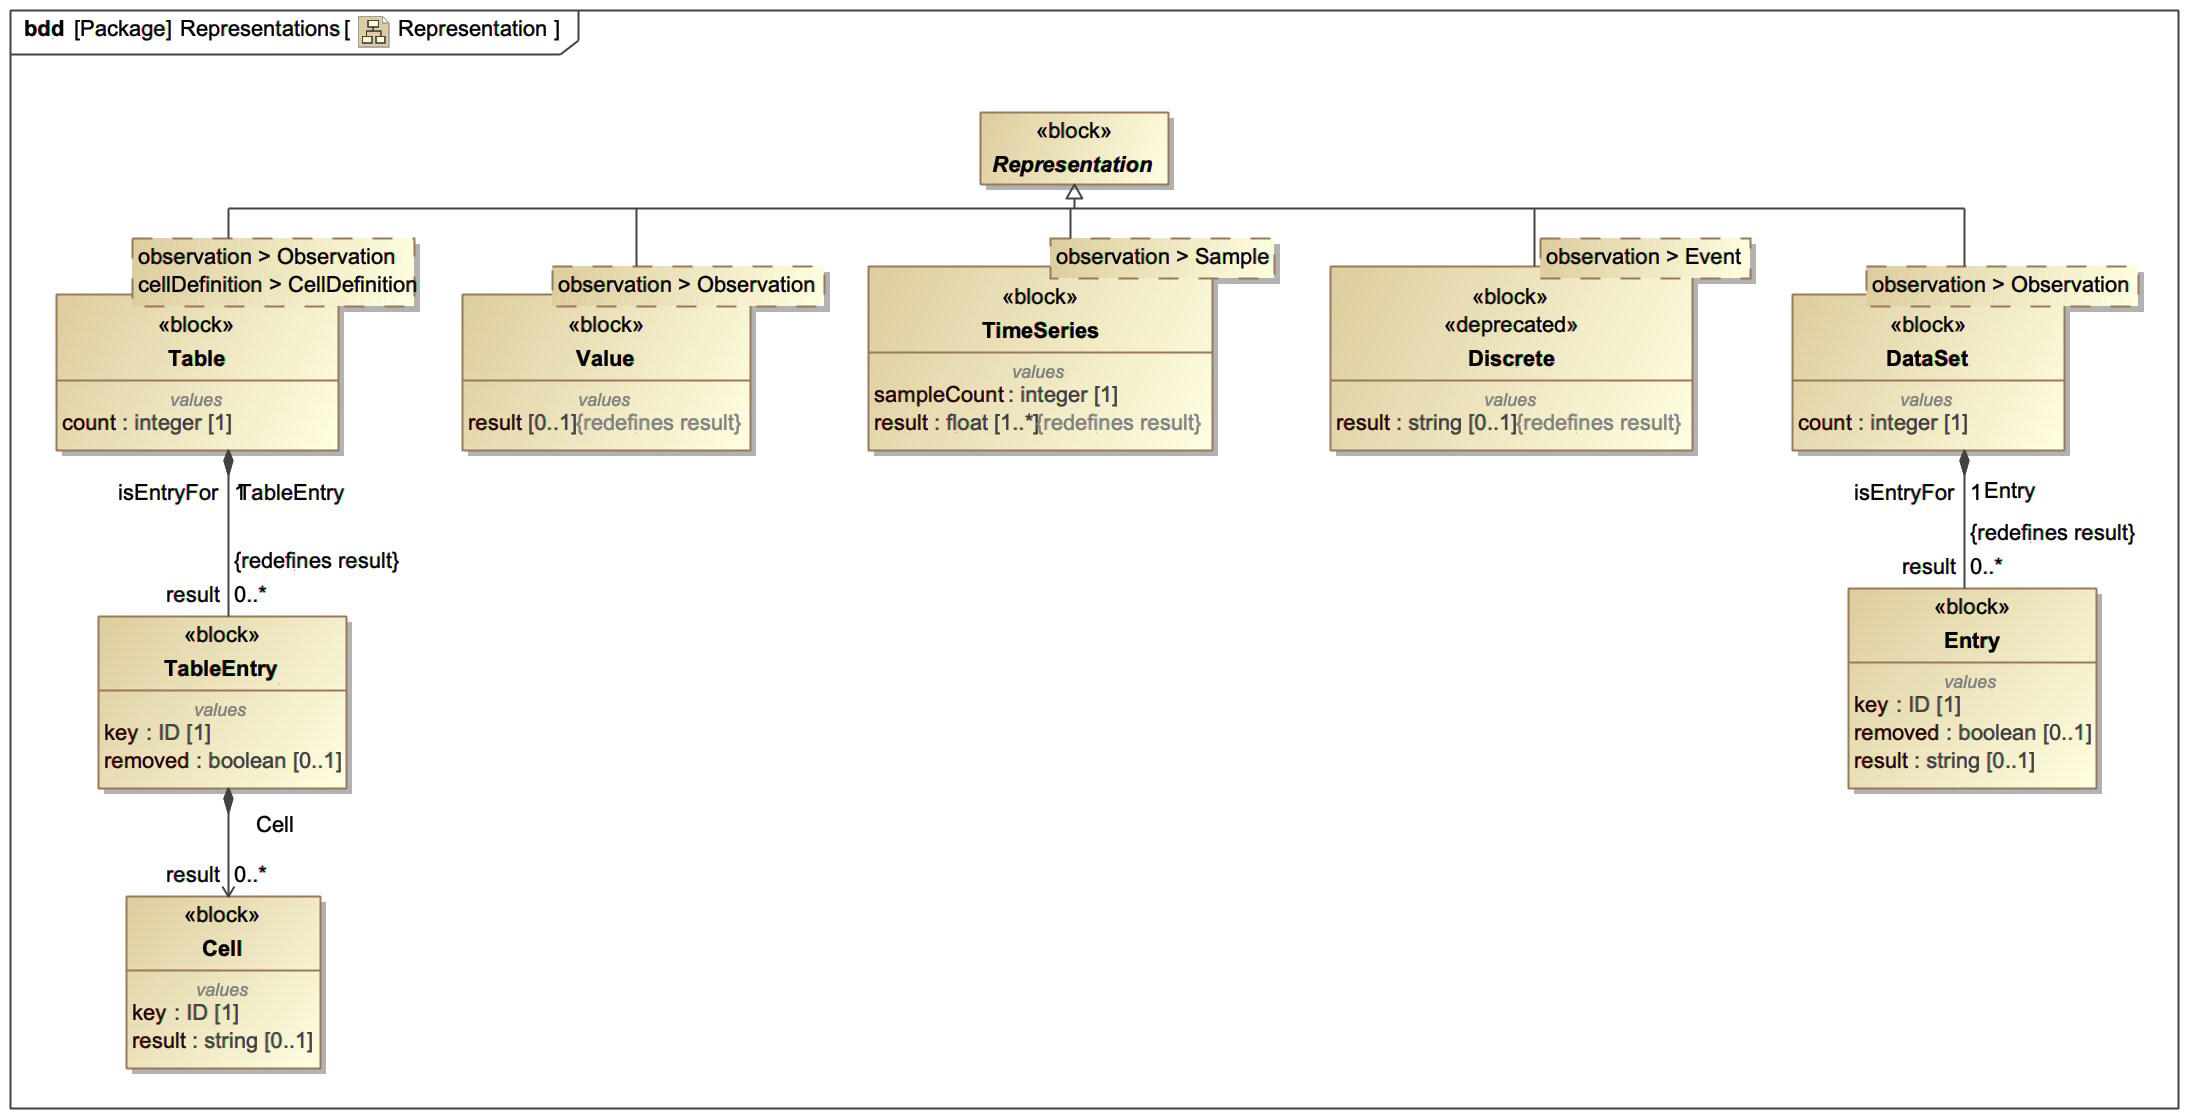 bdd [Package] Representations [ Representation ]
«block»
Representation
observation > Observation
cellDefinition > CellDefinition
«block»
Table
values
count : integer [1]
observation > Observation
«block»
Value
values
result [0..1]{redefines result}
observation > Sample
«block»
TimeSeries
values
sampleCount : integer [1]
result : float [1..*]{redefines result}
observation > Event
«block»
«deprecated»
Discrete
values
result : string [0..1]{redefines result}
observation > Observation
«block»
DataSet
values
count : integer [1]
isEntryFor 1 TableEntry
{redefines result}
result 0..*
«block»
TableEntry
values
key : ID [1]
removed : boolean [0..1]
Cell
result 0..*
«block»
Cell
values
key : ID [1]
result : string [0..1]
isEntryFor 1 Entry
{redefines result}
result 0..*
«block»
Entry
values
key : ID [1]
removed : boolean [0..1]
result : string [0..1]